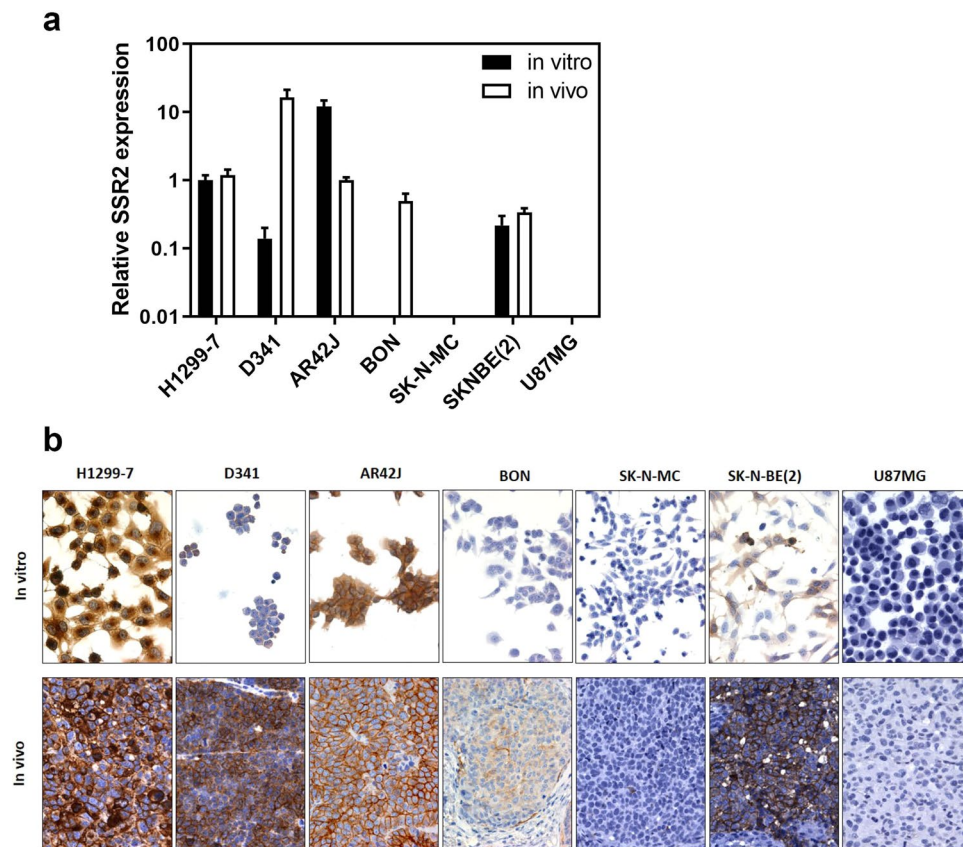 a
100
10
1
0.1
0.01
Relative SSR2 expression
in vitro
in vivo
H1299-7
D341
AR42J
BON
SK-N-MC
SKNBE(2)
U87MG
b
H1299-7 D341 AR42J BON SK-N-MC SK-N-BE(2) U87MG
In vitro
In vivo